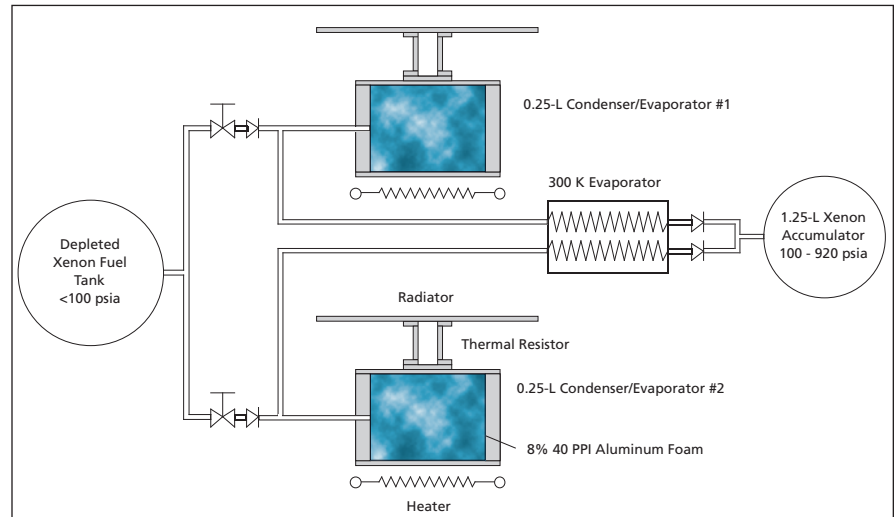 0.25-L Condenser/Evaporator #1
300 K Evaporator
Depleted
Xenon Fuel
Tank
<100 psia
1.25-L Xenon
Accumulator
100 - 920 psia
Radiator
Thermal Resistor
0.25-L Condenser/Evaporator #2
8% 40 PPI Aluminum Foam
Heater